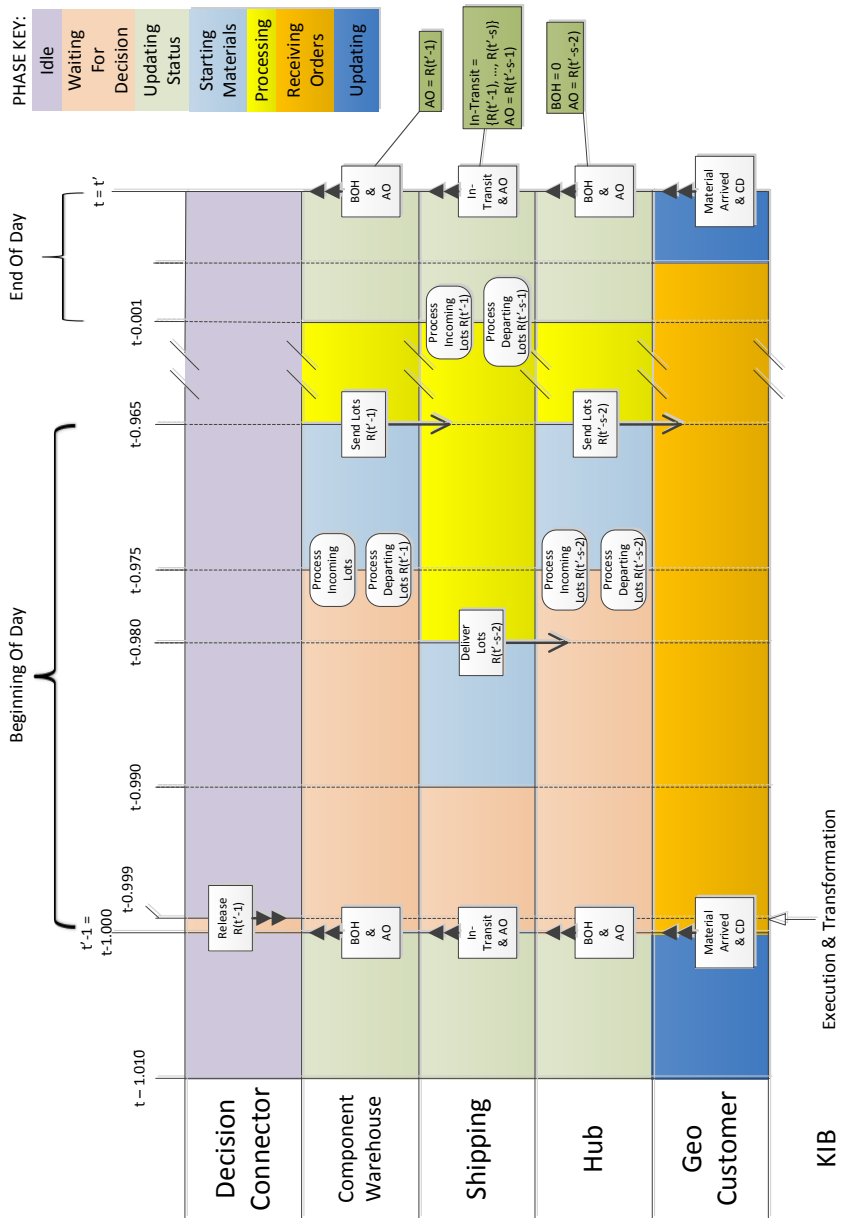 PHASE KEY:
Idle
Waiting
For
Decision
Updating
Status
Starting
Materials
Processing
Receiving
Orders
Updating
Beginning Of Day
End Of Day
t – 1.010
t’-1 =
t-1.000
t-0.999
t-0.990
t-0.980
t-0.975
t-0.965
t-0.001
t = t’
Decision
Connector
Release
R(t’-1)
Component
Warehouse
BOH
&
AO
Process
Incoming
Lots
Process
Departing
Lots R(t’-1)
Send Lots
R(t’-1)
BOH
&
AO
AO = R(t’-1)
Shipping
In-
Transit
& AO
Deliver
Lots
R(t’-s-2)
Process
Incoming
Lots R(t’-1)
Process
Departing
Lots R(t’-s-1)
In-
Transit
& AO
In-Transit =
{R(t’-1), ..., R(t’-s)}
AO = R(t’-s-1)
Hub
BOH
&
AO
Process
Incoming
Lots R(t’-s-2)
Process
Departing
Lots R(t’-s-2)
Send Lots
R(t’-s-2)
BOH
&
AO
BOH = 0
AO = R(t’-s-2)
Geo
Customer
Material
Arrived
& CD
Material
Arrived
& CD
KIB
Execution & Transformation